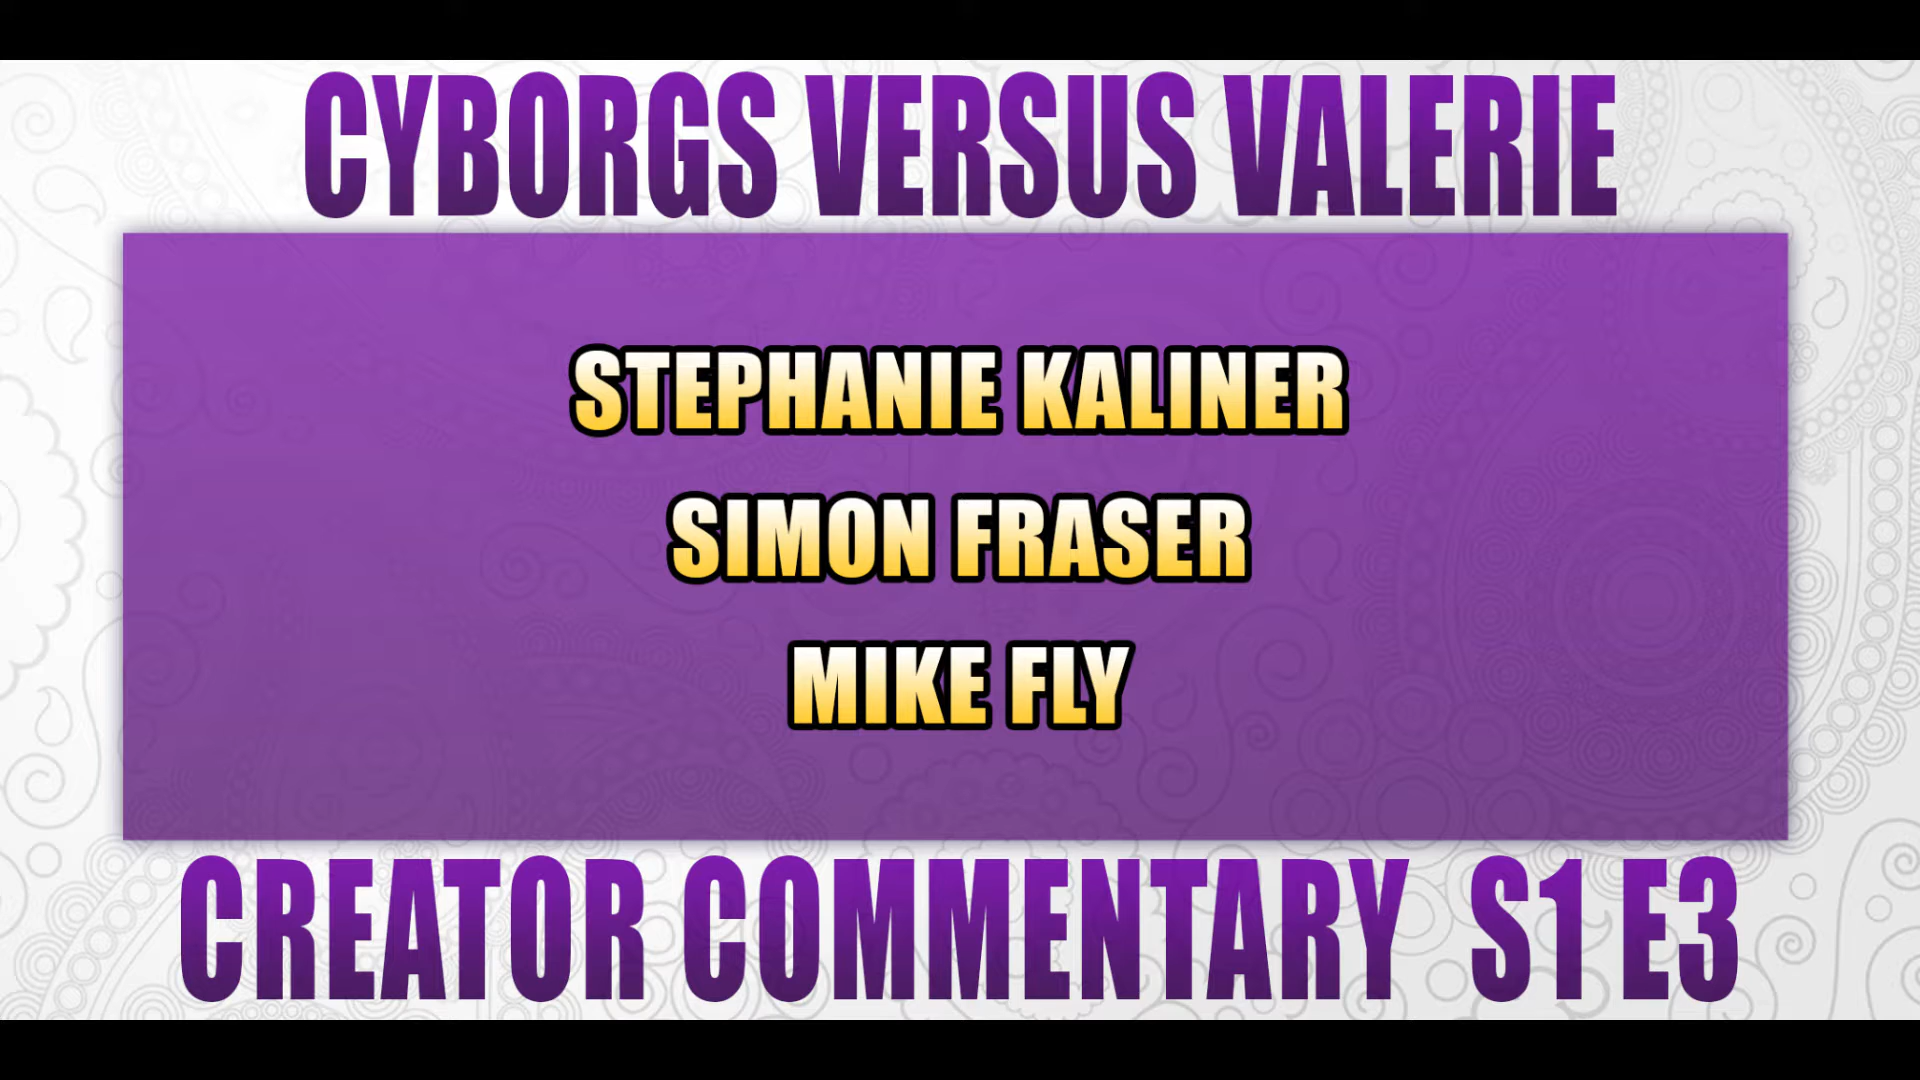 CYBORGS VERSUS VALERIE
STEPHANIE KALINER
SIMON FRASER
MIKE FLY
CREATOR COMMENTARY S1 E3